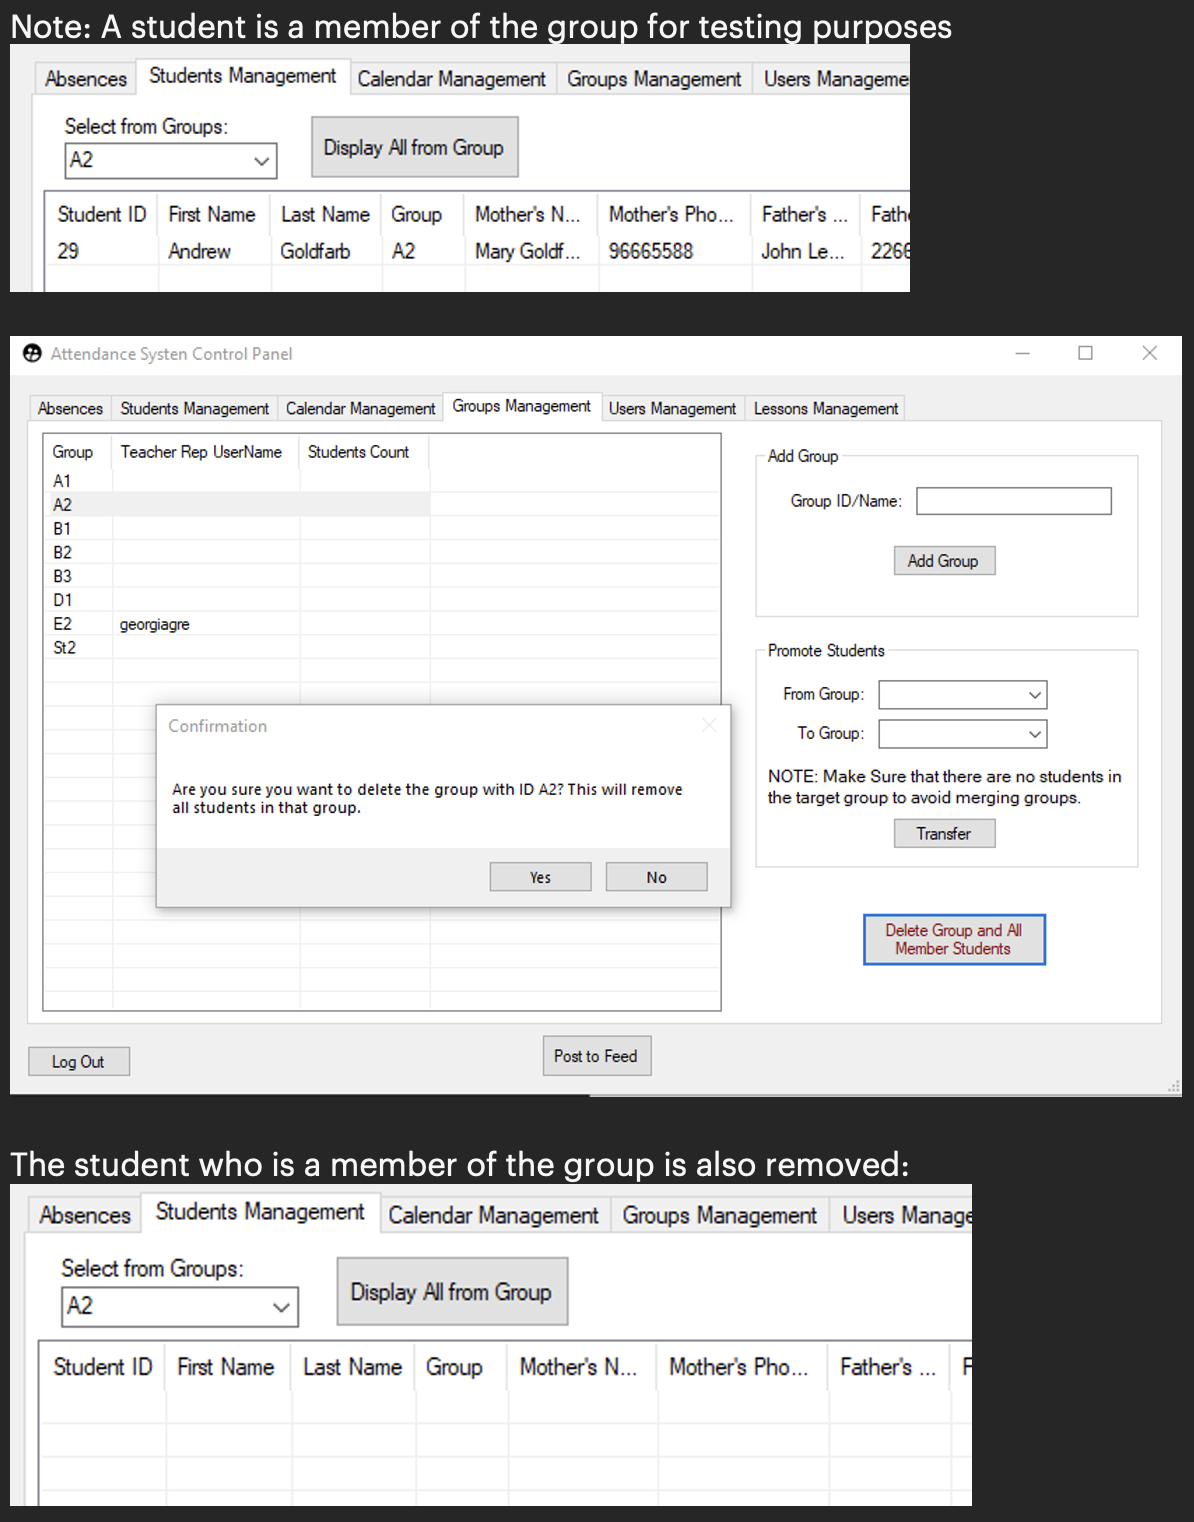 Note: A student is a member of the group for testing purposes
Absences Students Management Calendar Management Groups Management Users Manageme
Select from Groups:
A2 Display All from Group
Student ID First Name Last Name Group Mother's N... Mother's Pho... Father's ... Fath
29 Andrew Goldfarb A2 Mary Goldf... 96665588 John Le... 2266
Attendance Systen Control Panel
Absences Students Management Calendar Management Groups Management Users Management Lessons Management
Group Teacher Rep UserName Students Count
A1
A2
B1
B2
B3
D1
E2 georgiagre
St2
Add Group
Group ID/Name:
Add Group
Promote Students
From Group:
To Group:
NOTE: Make Sure that there are no students in
the target group to avoid merging groups.
Transfer
Confirmation
Are you sure you want to delete the group with ID A2? This will remove
all students in that group.
Yes No
Delete Group and All
Member Students
Log Out Post to Feed
The student who is a member of the group is also removed:
Absences Students Management Calendar Management Groups Management Users Manage
Select from Groups:
A2 Display All from Group
Student ID First Name Last Name Group Mother's N... Mother's Pho... Father's ... F